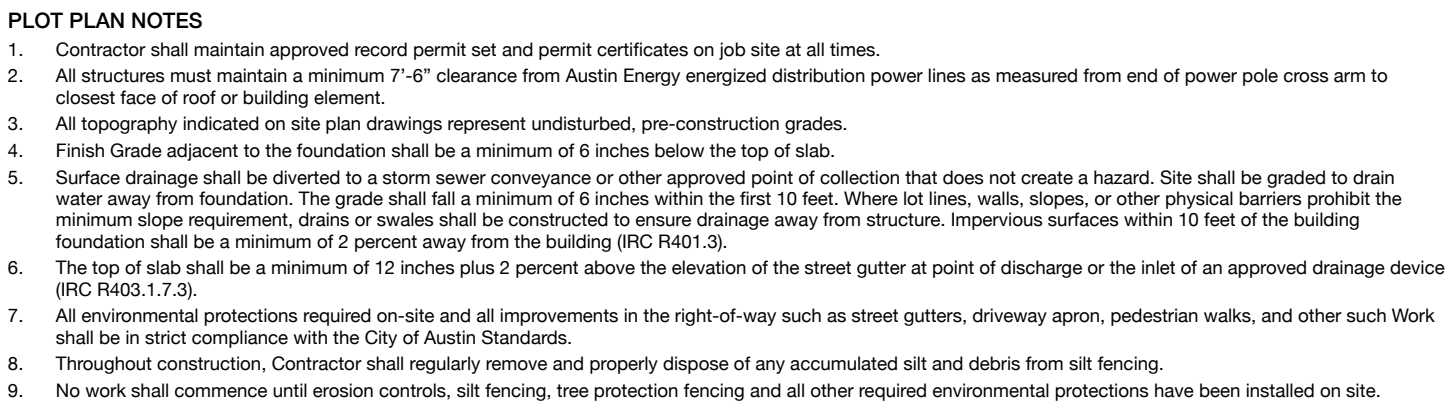 PLOT PLAN NOTES
1. Contractor shall maintain approved record permit set and permit certificates on job site at all times.
2. All structures must maintain a minimum 7’-6” clearance from Austin Energy energized distribution power lines as measured from end of power pole cross arm to
closest face of roof or building element.
3. All topography indicated on site plan drawings represent undisturbed, pre-construction grades.
4. Finish Grade adjacent to the foundation shall be a minimum of 6 inches below the top of slab.
5. Surface drainage shall be diverted to a storm sewer conveyance or other approved point of collection that does not create a hazard. Site shall be graded to drain
water away from foundation. The grade shall fall a minimum of 6 inches within the first 10 feet. Where lot lines, walls, slopes, or other physical barriers prohibit the
minimum slope requirement, drains or swales shall be constructed to ensure drainage away from structure. Impervious surfaces within 10 feet of the building
foundation shall be a minimum of 2 percent away from the building (IRC R401.3).
6. The top of slab shall be a minimum of 12 inches plus 2 percent above the elevation of the street gutter at point of discharge or the inlet of an approved drainage device
(IRC R403.1.7.3).
7. All environmental protections required on-site and all improvements in the right-of-way such as street gutters, driveway apron, pedestrian walks, and other such Work
shall be in strict compliance with the City of Austin Standards.
8. Throughout construction, Contractor shall regularly remove and properly dispose of any accumulated silt and debris from silt fencing.
9. No work shall commence until erosion controls, silt fencing, tree protection fencing and all other required environmental protections have been installed on site.